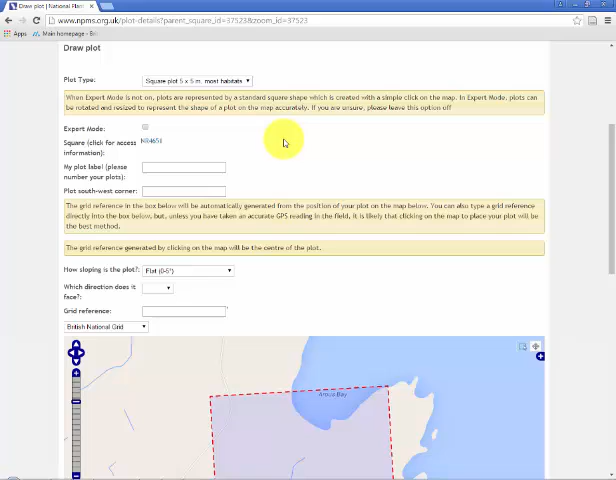 Draw plot | National Plan
www.npms.org.uk/plot-details?parent_square_id=37523&zoom_id=37523
Apps
Main homepage - Bri
Draw plot
Plot Type:
Square plot 5 x 5 m, most habitats
When Expert Mode is not on, plots are represented by a standard square shape which is created with a simple click on the map. In Expert Mode, plots can
be rotated and resized to represent the shape of a plot on the map accurately. If you are unsure, please leave this option off
Expert Mode:
Square (click for access
information):
NR4651
My plot label (please
number your plots):
Plot south-west corner:
The grid reference in the box below will be automatically generated from the position of your plot on the map below. You can also type a grid reference
directly into the box below, but, unless you have taken an accurate GPS reading in the field, it is likely that clicking on the map to place your plot will be
the best method.
The grid reference generated by clicking on the map will be the centre of the plot.
How sloping is the plot?:
Flat (0-5°)
Which direction does it
face?:
Grid reference:
*
British National Grid
Bay